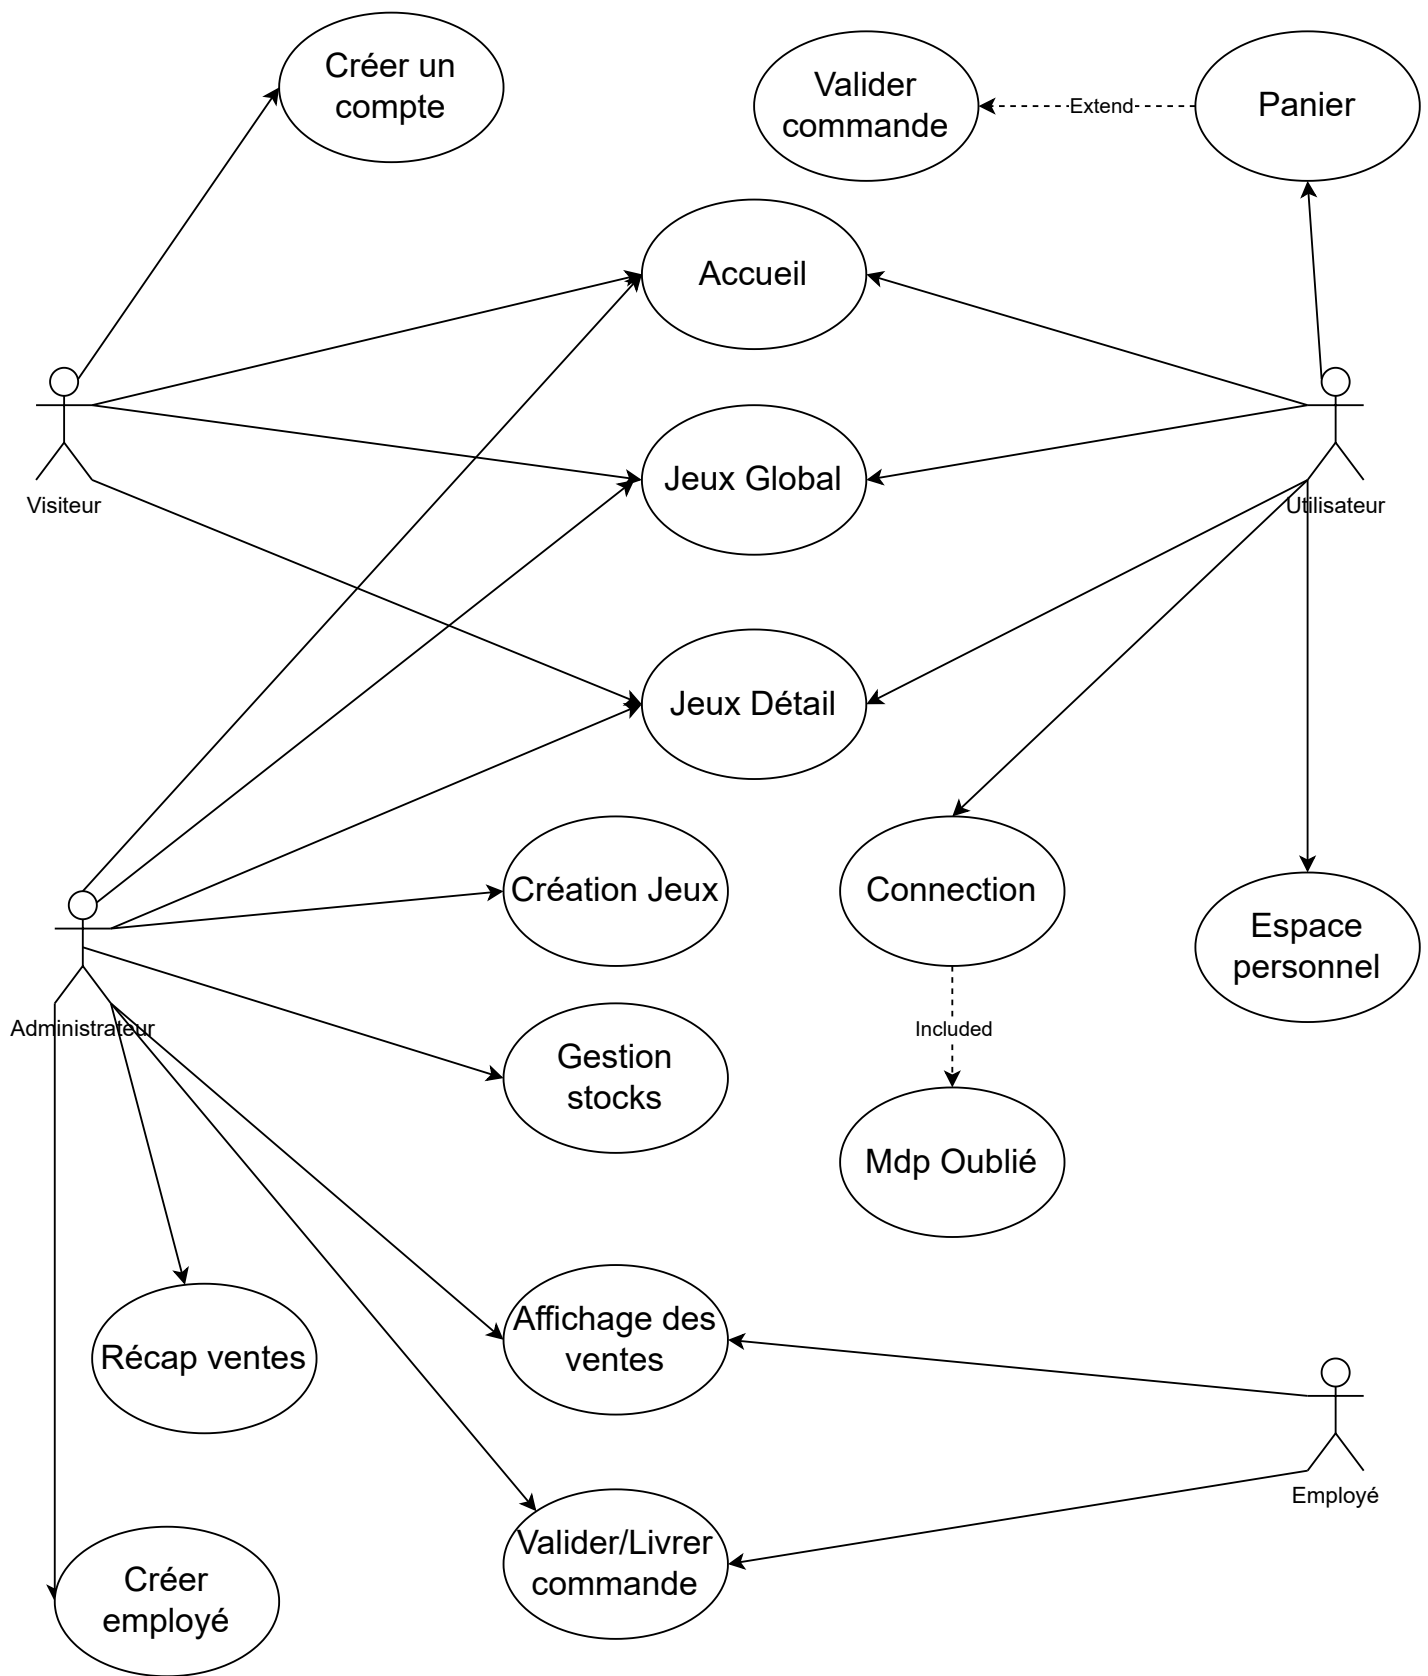 Créer un
compte
Valider
commande
Extend
Panier
Accueil
Jeux Global
Visiteur
Utilisateur
Jeux Détail
Création Jeux
Connection
Espace
personnel
Administrateur
Included
Gestion
stocks
Mdp Oublié
Affichage des
ventes
Récap ventes
Employé
Valider/Livrer
commande
Créer
employé